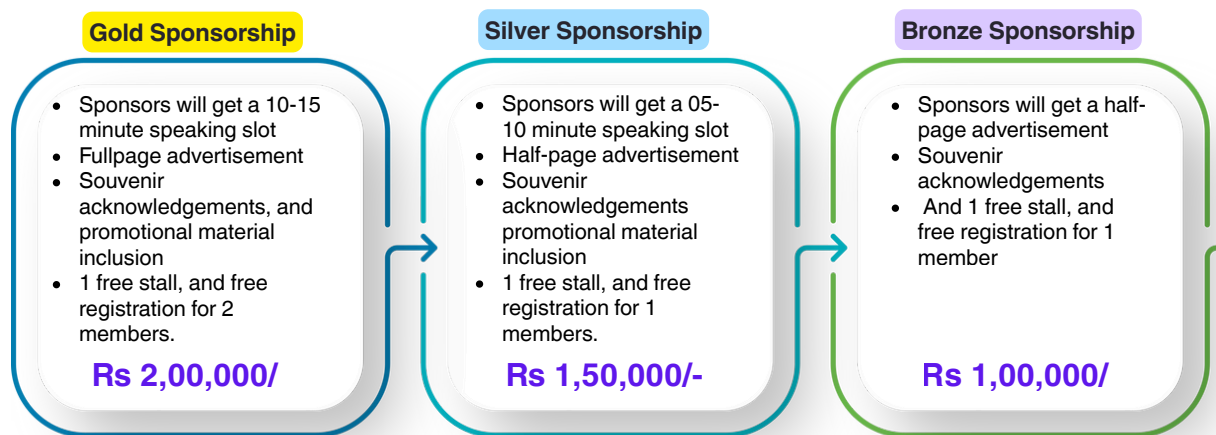 Gold Sponsorship
• Sponsors will get a 10-15
minute speaking slot
• Fullpage advertisement
• Souvenir
acknowledgements, and
promotional material
inclusion
• 1 free stall, and free
registration for 2
members.
Rs 2,00,000/
Silver Sponsorship
• Sponsors will get a 05-
10 minute speaking slot
• Half-page advertisement
• Souvenir
acknowledgements
promotional material
inclusion
• 1 free stall, and free
registration for 1
members.
Rs 1,50,000/-
Bronze Sponsorship
• Sponsors will get a half-
page advertisement
• Souvenir
acknowledgements
• And 1 free stall, and
free registration for 1
member
Rs 1,00,000/